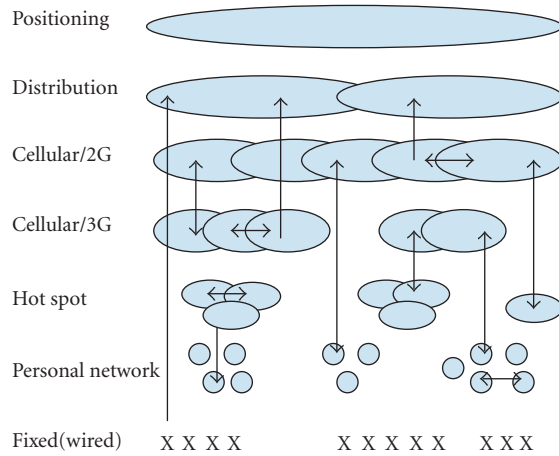 Positioning
Distribution
Cellular/2G
Cellular/3G
Hot spot
Personal network
Fixed(wired) X X X X X X X X X X X X